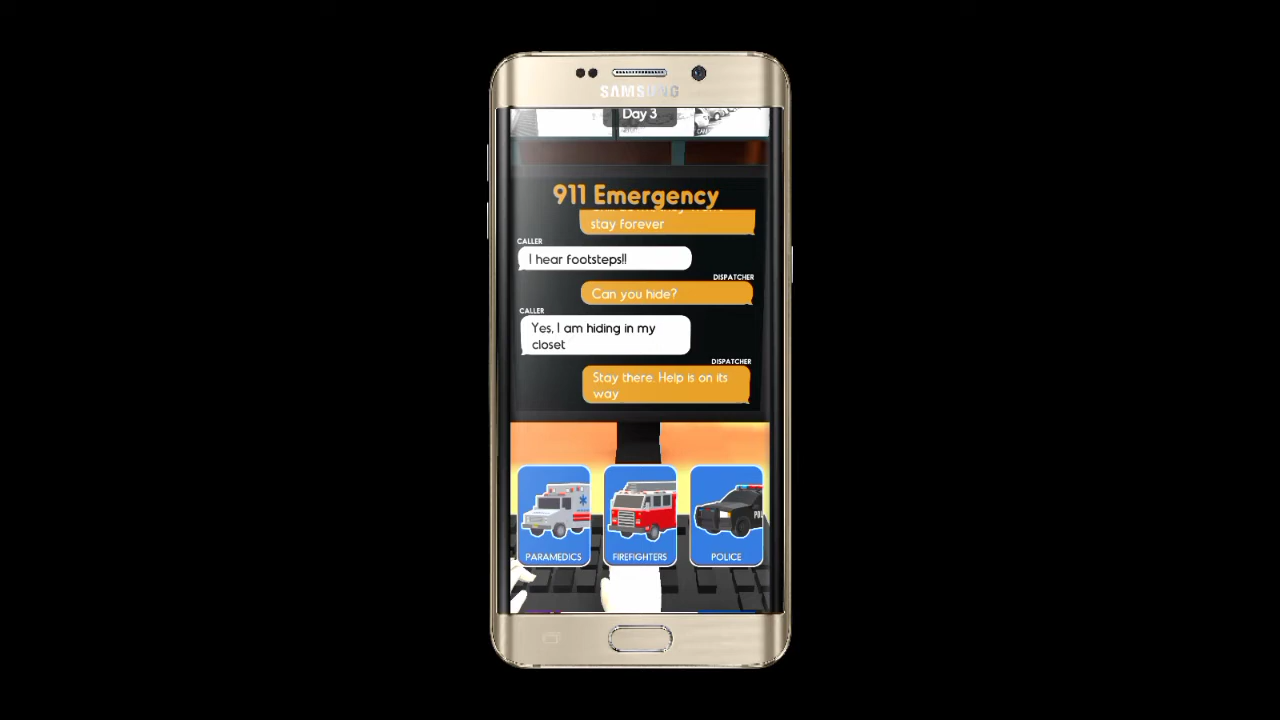 SAMSUNG
Day 3
911 Emergency
stay forever
CALLER
I hear footsteps!!
DISPATCHER
Can you hide?
CALLER
Yes, I am hiding in my
closet
DISPATCHER
Stay there. Help is on its
way
PARAMEDICS
FIREFIGHTERS
POLICE